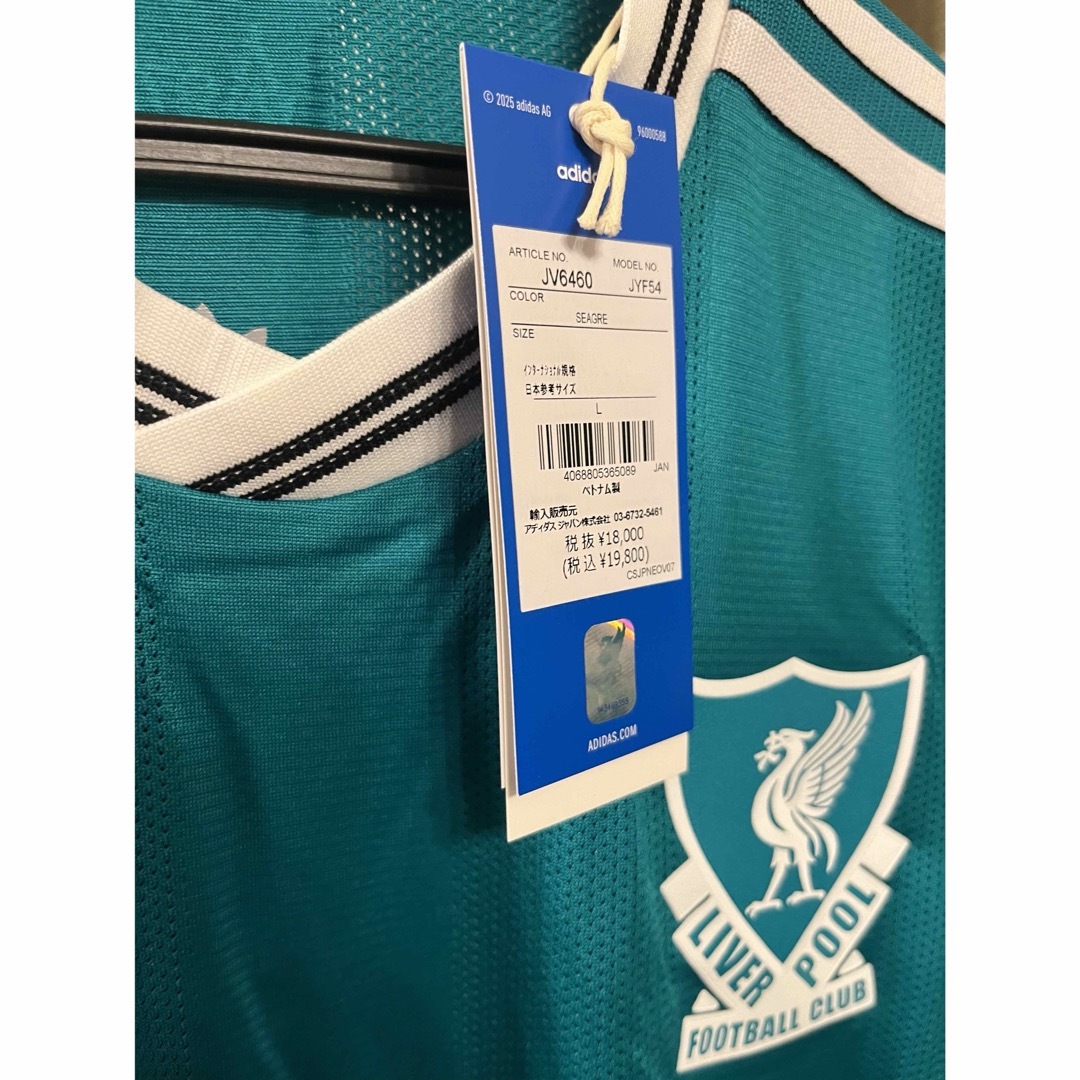 © 2025 adidas AG
96000588
adid
ARTICLE NO. MODEL NO.
JV6460 JYF54
COLOR
SEAGRE
SIZE
インターナショナル規格
日本参考サイズ
L
4068805365089 JAN
ベトナム製
輸入販売元
アディダス ジャパン株式会社 03-6732-5461
税抜 ¥18,000
(税込 ¥19,800)
CSJPNEOV07
ADIDAS.COM
LIVER POOL
FOOTBALL CLUB